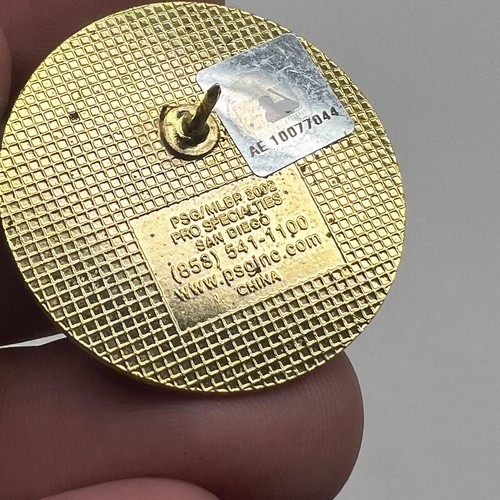 AE 10077044
PSG/MLBP 2002
PRO SPECIALTIES
SAN DIEGO
(858) 541-1100
www.psginc.com
CHINA